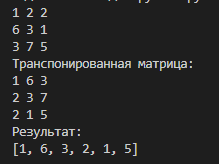 1 2 2
6 3 1
3 7 5
Транспонированная матрица:
1 6 3
2 3 7
2 1 5
Результат:
[1, 6, 3, 2, 1, 5]